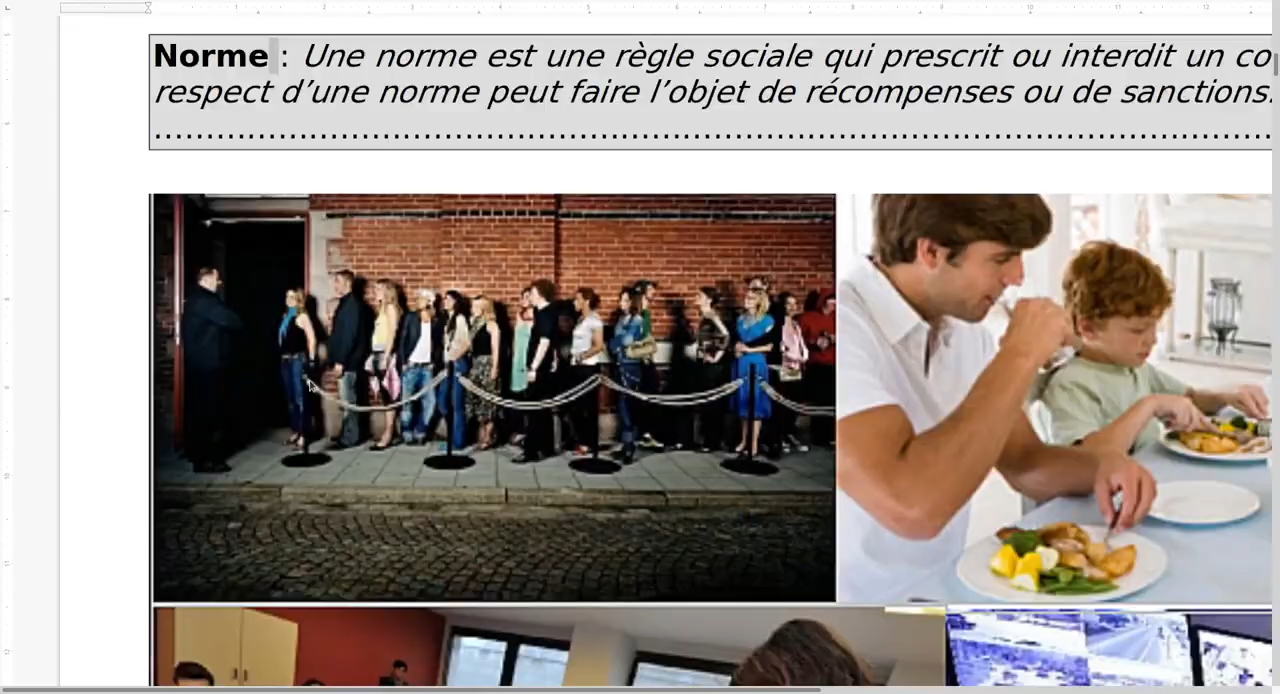 Norme : Une norme est une règle sociale qui prescrit ou interdit un co
respect d’une norme peut faire l’objet de récompenses ou de sanctions.